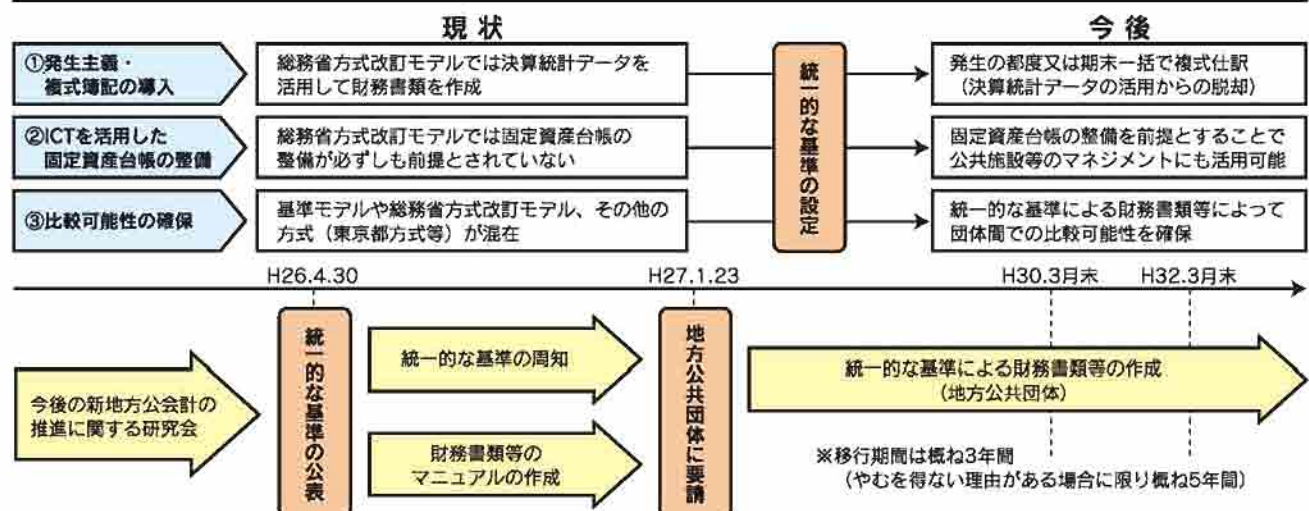 現状
今後
①発生主義・
複式簿記の導入
総務省方式改訂モデルでは決算統計データを
活用して財務書類を作成
統一的な基準の設定
発生の都度又は期末一括で複式仕訳
（決算統計データの活用からの脱却）
②ICTを活用した
固定資産台帳の整備
総務省方式改訂モデルでは固定資産台帳の
整備が必ずしも前提とされていない
固定資産台帳の整備を前提とすることで
公共施設等のマネジメントにも活用可能
③比較可能性の確保
基準モデルや総務省方式改訂モデル、その他の
方式（東京都方式等）が混在
統一的な基準による財務書類等によって
団体間での比較可能性を確保
H26.4.30
H27.1.23
H30.3月末
H32.3月末
今後の新地方公会計の
推進に関する研究会
統一的な基準の公表
統一的な基準の周知
財務書類等の
マニュアルの作成
地方公共団体に要請
統一的な基準による財務書類等の作成
（地方公共団体）
※移行期間は概ね3年間
（やむを得ない理由がある場合に限り概ね5年間）